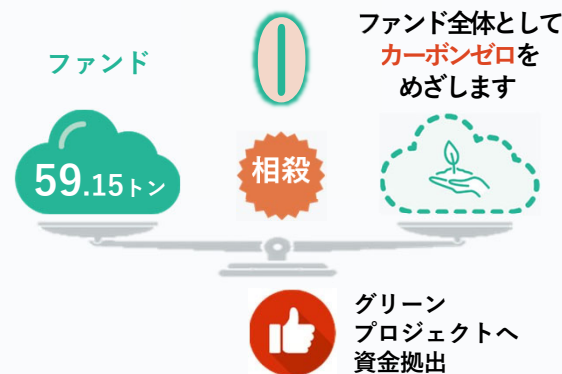 ファンド
ファンド全体として
カーボンゼロを
めざします
59.15トン
相殺
グリーン
プロジェクトへ
資金拠出